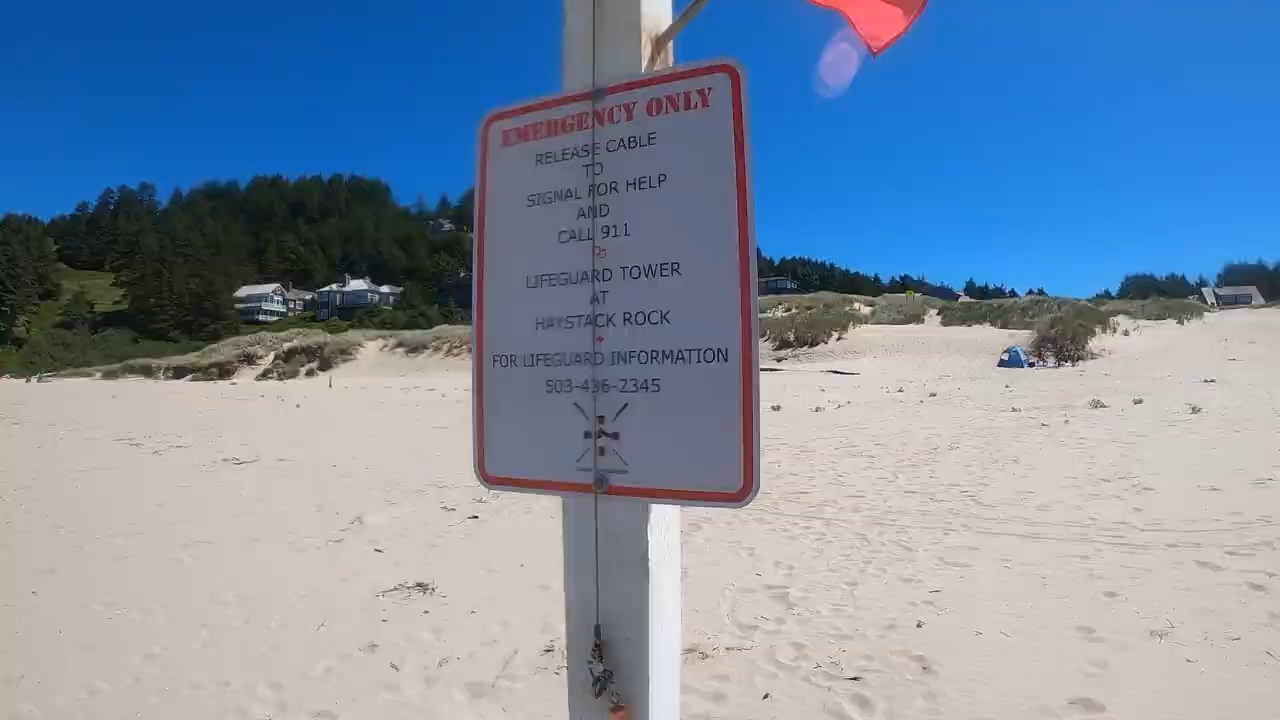 EMERGENCY ONLY
RELEASE CABLE
TO
SIGNAL FOR HELP
AND
CALL 911
LIFEGUARD TOWER
AT
HAYSTACK ROCK
FOR LIFEGUARD INFORMATION
503-436-2345